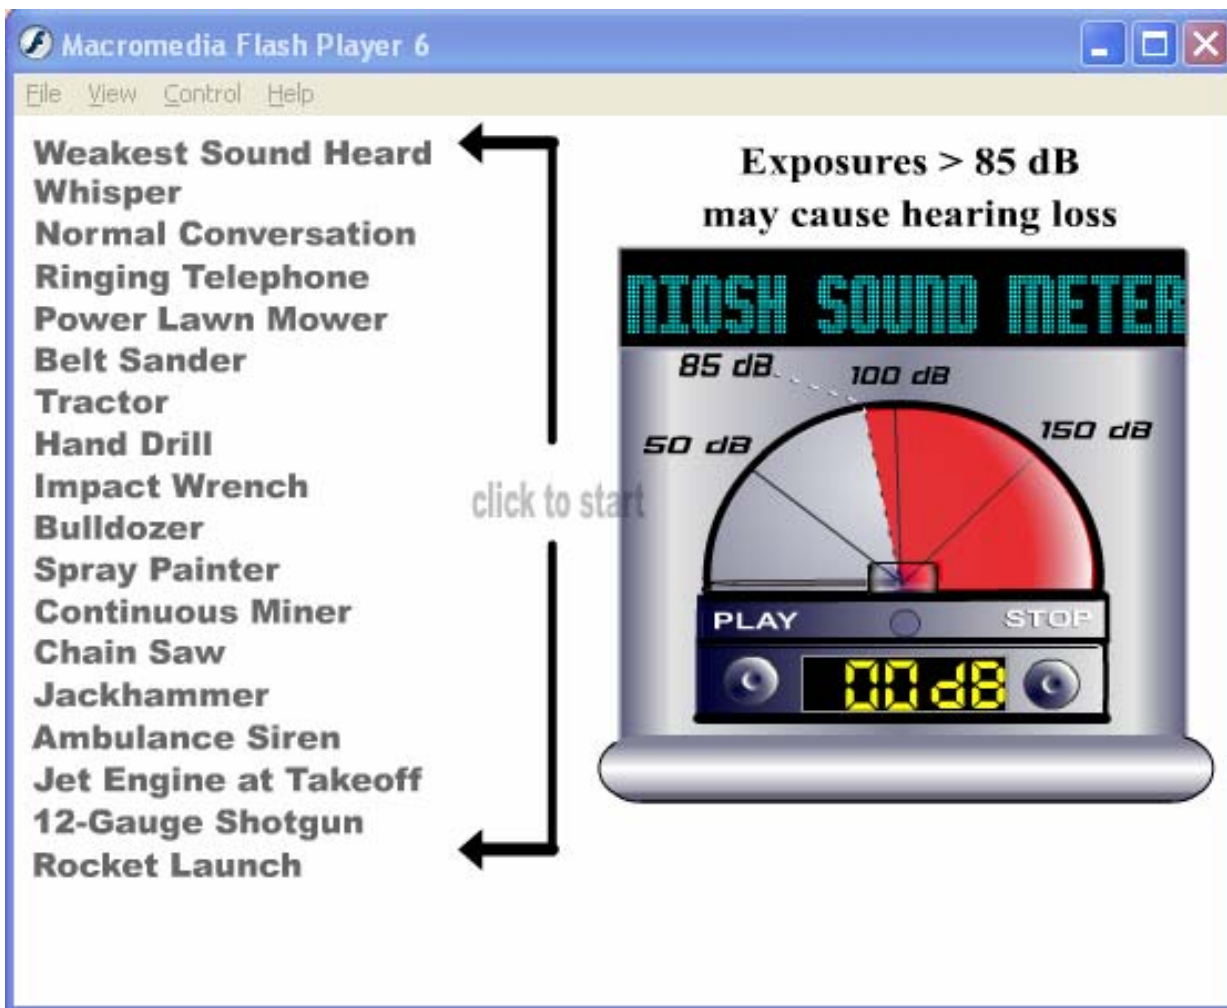 Macromedia Flash Player 6
File View Control Help
Weakest Sound Heard
Whisper
Normal Conversation
Ringing Telephone
Power Lawn Mower
Belt Sander
Tractor
Hand Drill
Impact Wrench
Bulldozer
Spray Painter
Continuous Miner
Chain Saw
Jackhammer
Ambulance Siren
Jet Engine at Takeoff
12-Gauge Shotgun
Rocket Launch
click to start
Exposures > 85 dB
may cause hearing loss
NIOSH SOUND METER
85 dB
100 dB
50 dB
150 dB
PLAY STOP
00 dB